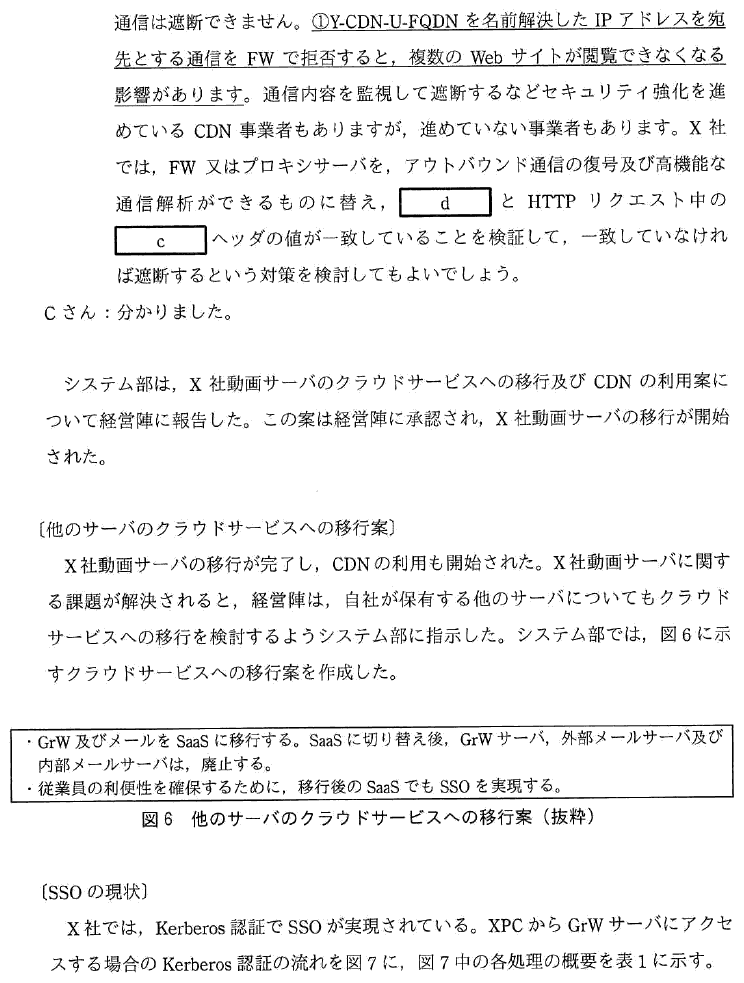 通信は遮断できません。①Y-CDN-U-FQDN を名前解決した IP アドレスを宛
先とする通信を FW で拒否すると，複数の Web サイトが閲覧できなくなる
影響があります。通信内容を監視して遮断するなどセキュリティ強化を進
めている CDN 事業者もありますが，進めていない事業者もあります。X 社
では，FW 又はプロキシサーバを，アウトバウンド通信の復号及び高機能な
通信解析ができるものに替え， d と HTTP リクエスト中の
c ヘッダの値が一致していることを検証して，一致していなけれ
ば遮断するという対策を検討してもよいでしょう。
C さん：分かりました。
システム部は，X 社動画サーバのクラウドサービスへの移行及び CDN の利用案に
ついて経営陣に報告した。この案は経営陣に承認され，X 社動画サーバの移行が開始
された。
〔他のサーバのクラウドサービスへの移行案〕
X 社動画サーバの移行が完了し，CDN の利用も開始された。X 社動画サーバに関す
る課題が解決されると，経営陣は，自社が保有する他のサーバについてもクラウド
サービスへの移行を検討するようシステム部に指示した。システム部では，図 6 に示
すクラウドサービスへの移行案を作成した。
・GrW 及びメールを SaaS に移行する。SaaS に切り替え後，GrW サーバ，外部メールサーバ及び
内部メールサーバは，廃止する。
・従業員の利便性を確保するために，移行後の SaaS でも SSO を実現する。
図 6 他のサーバのクラウドサービスへの移行案（抜粋）
〔SSO の現状〕
X 社では，Kerberos 認証で SSO が実現されている。XPC から GrW サーバにアクセ
スする場合の Kerberos 認証の流れを図 7 に，図 7 中の各処理の概要を表 1 に示す。